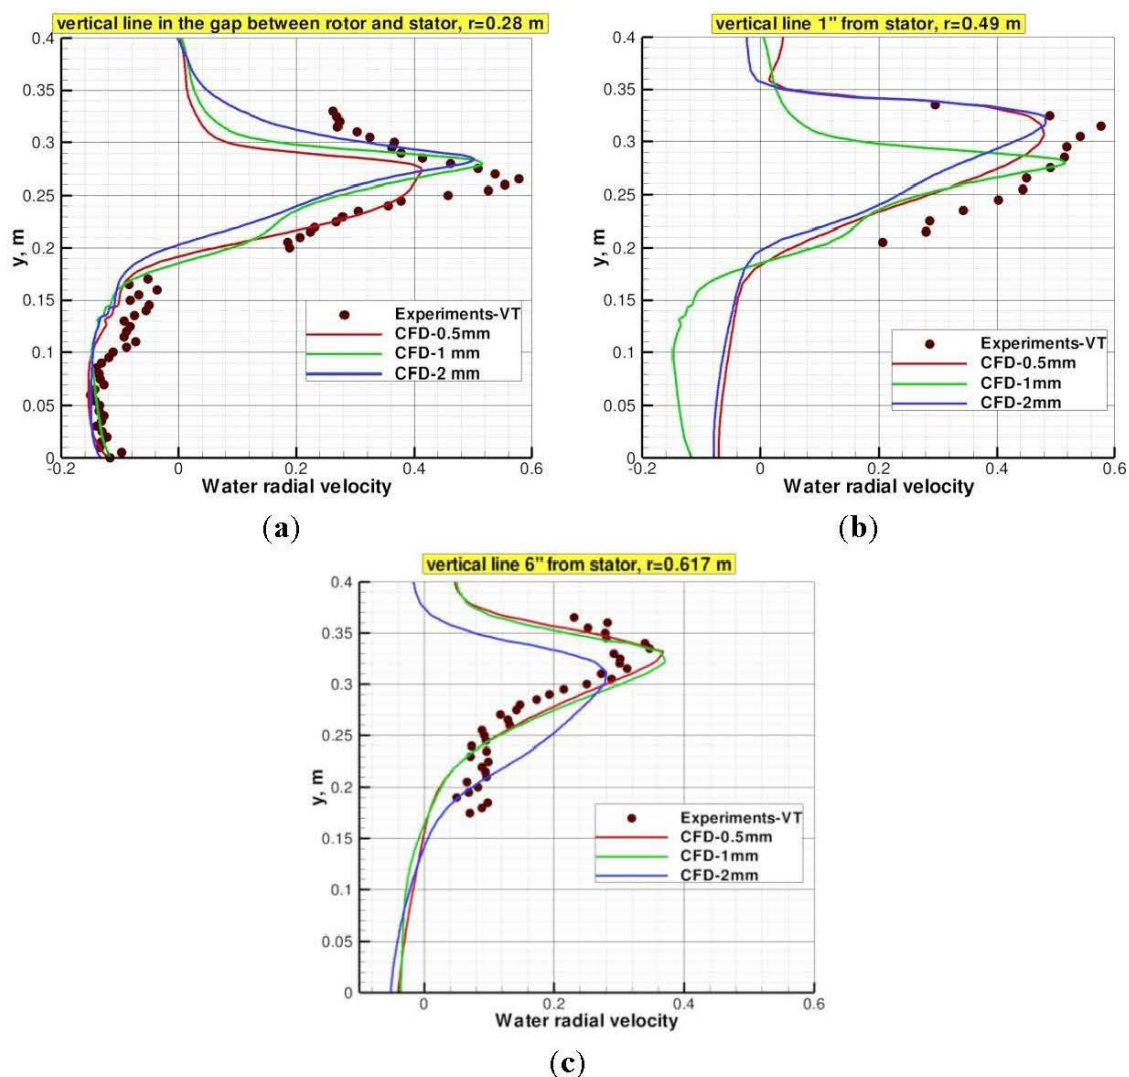 vertical line in the gap between rotor and stator, r=0.28 m
0.4
0.35
0.3
0.25
0.2
0.15
0.1
0.05
0
y, m
Experiments-VT
CFD-0.5mm
CFD-1 mm
CFD-2 mm
-0.2
0
0.2
0.4
0.6
Water radial velocity
(a)
vertical line 1" from stator, r=0.49 m
0.4
0.35
0.3
0.25
0.2
0.15
0.1
0.05
0
y, m
Experiments-VT
CFD-0.5mm
CFD-1mm
CFD-2mm
-0.2
0
0.2
0.4
0.6
Water radial velocity
(b)
vertical line 6" from stator, r=0.617 m
0.4
0.35
0.3
0.25
0.2
0.15
0.1
0.05
0
y, m
Experiments-VT
CFD-0.5mm
CFD-1mm
CFD-2mm
0
0.2
0.4
0.6
Water radial velocity
(c)